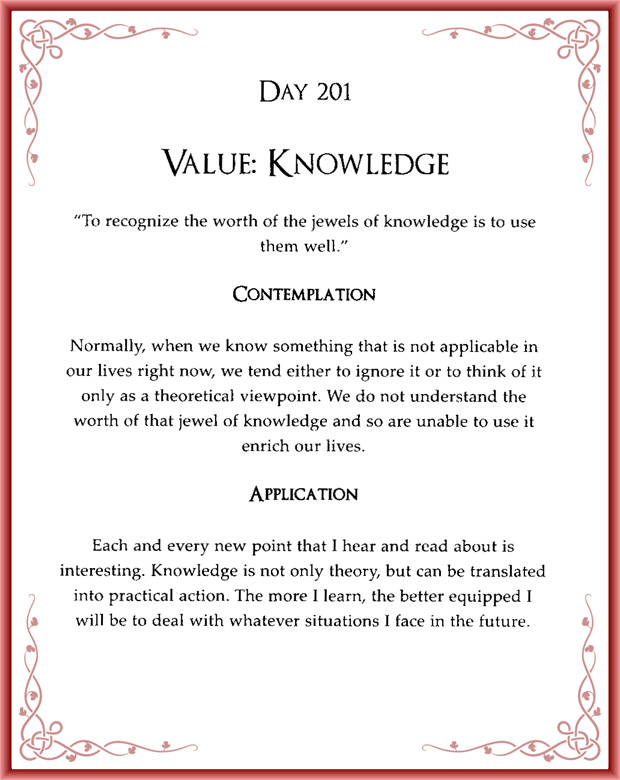 Day 201
Value: Knowledge
“To recognize the worth of the jewels of knowledge is to use
them well.”
Contemplation
Normally, when we know something that is not applicable in
our lives right now, we tend either to ignore it or to think of it
only as a theoretical viewpoint. We do not understand the
worth of that jewel of knowledge and so are unable to use it
enrich our lives.
Application
Each and every new point that I hear and read about is
interesting. Knowledge is not only theory, but can be translated
into practical action. The more I learn, the better equipped I
will be to deal with whatever situations I face in the future.